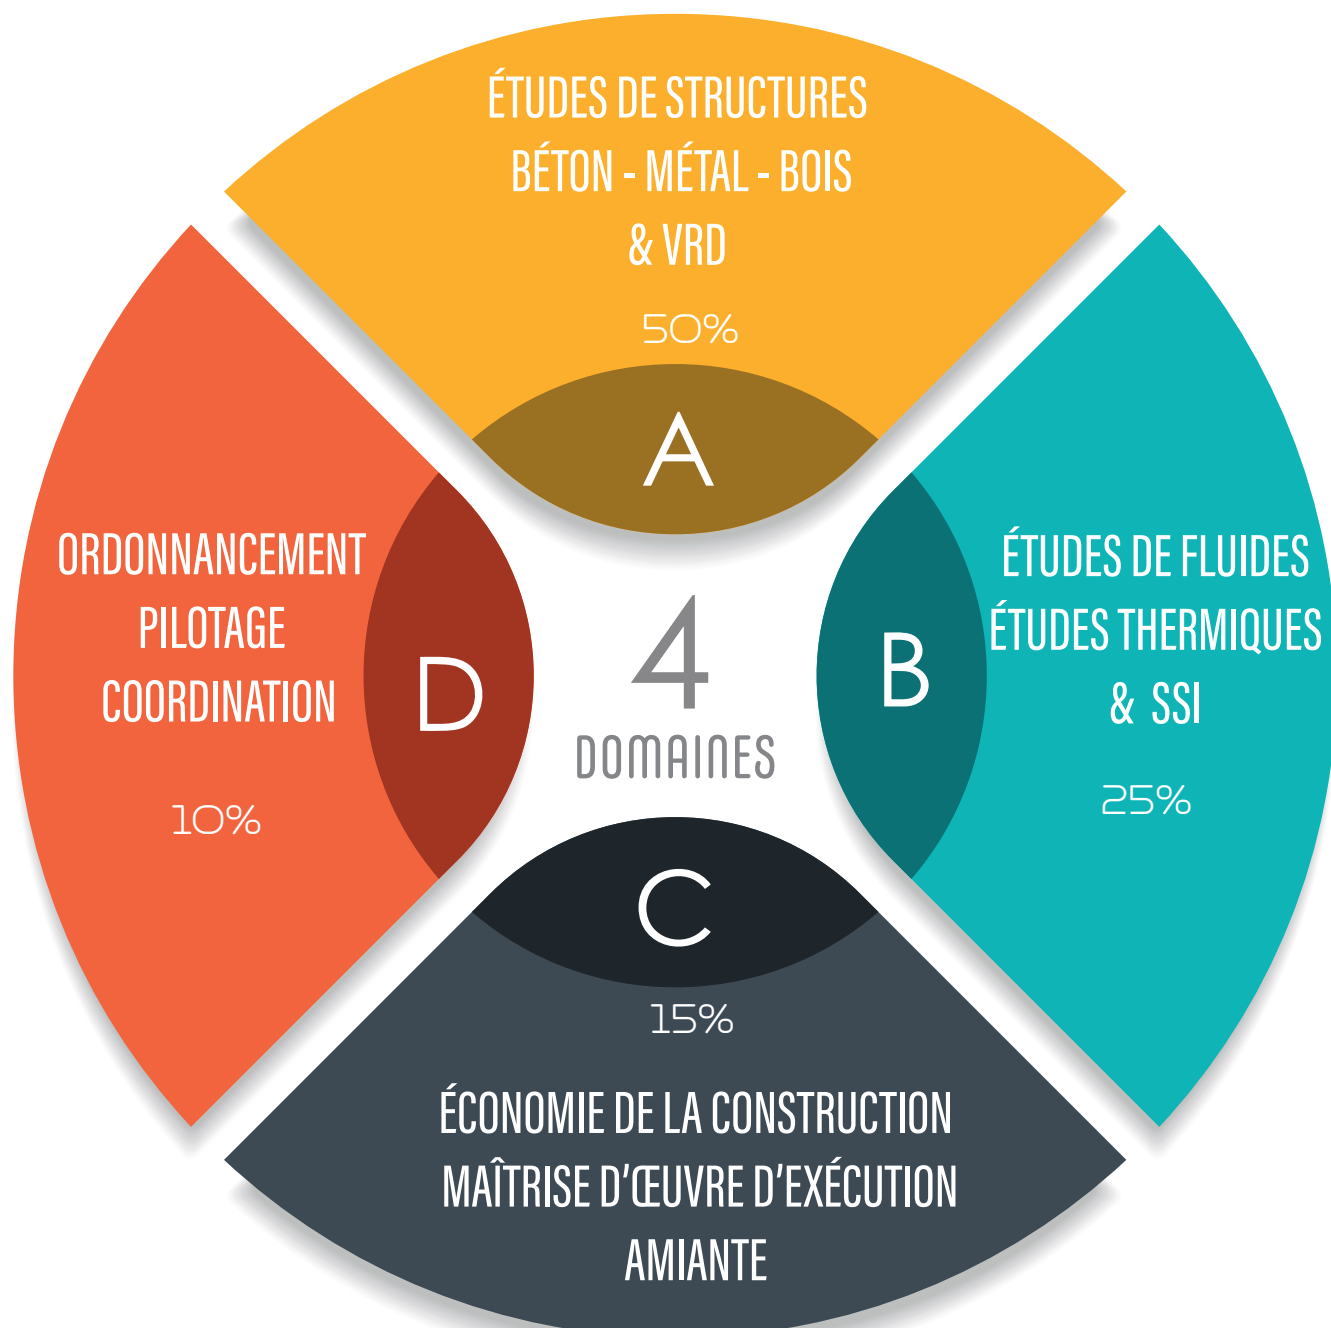 ÉTUDES DE STRUCTURES
BÉTON - MÉTAL - BOIS
& VRD
50%
A
ÉTUDES DE FLUIDES
ÉTUDES THERMIQUES
& SSI
25%
B
C
15%
ÉCONOMIE DE LA CONSTRUCTION
MAÎTRISE D'ŒUVRE D'EXÉCUTION
AMIANTE
ORDONNANCEMENT
PILOTAGE
COORDINATION
10%
D
4
DOMAINES